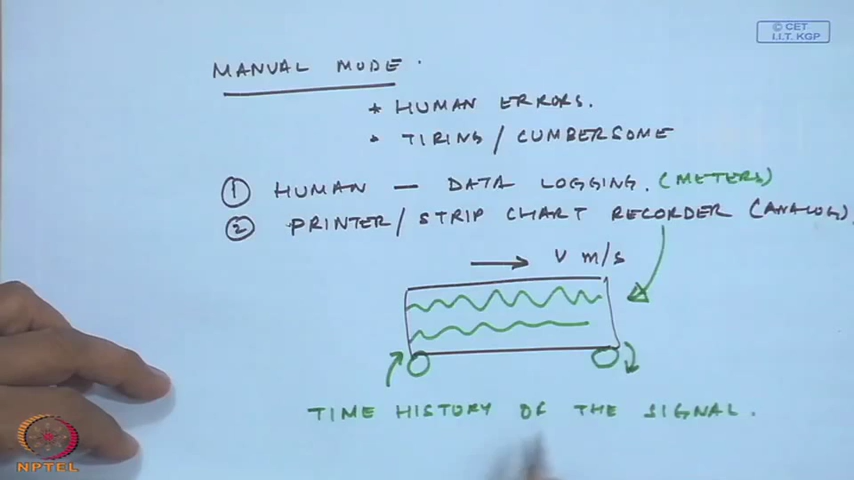 © CET
I.I.T. KGP
MANUAL MODE.
* HUMAN ERRORS.
* TIRING / CUMBERSOME
1 HUMAN — DATA LOGGING. (METERS)
2 PRINTER / STRIP CHART RECORDER (ANALOG).
V m/s
TIME HISTORY OF THE SIGNAL.
NPTEL